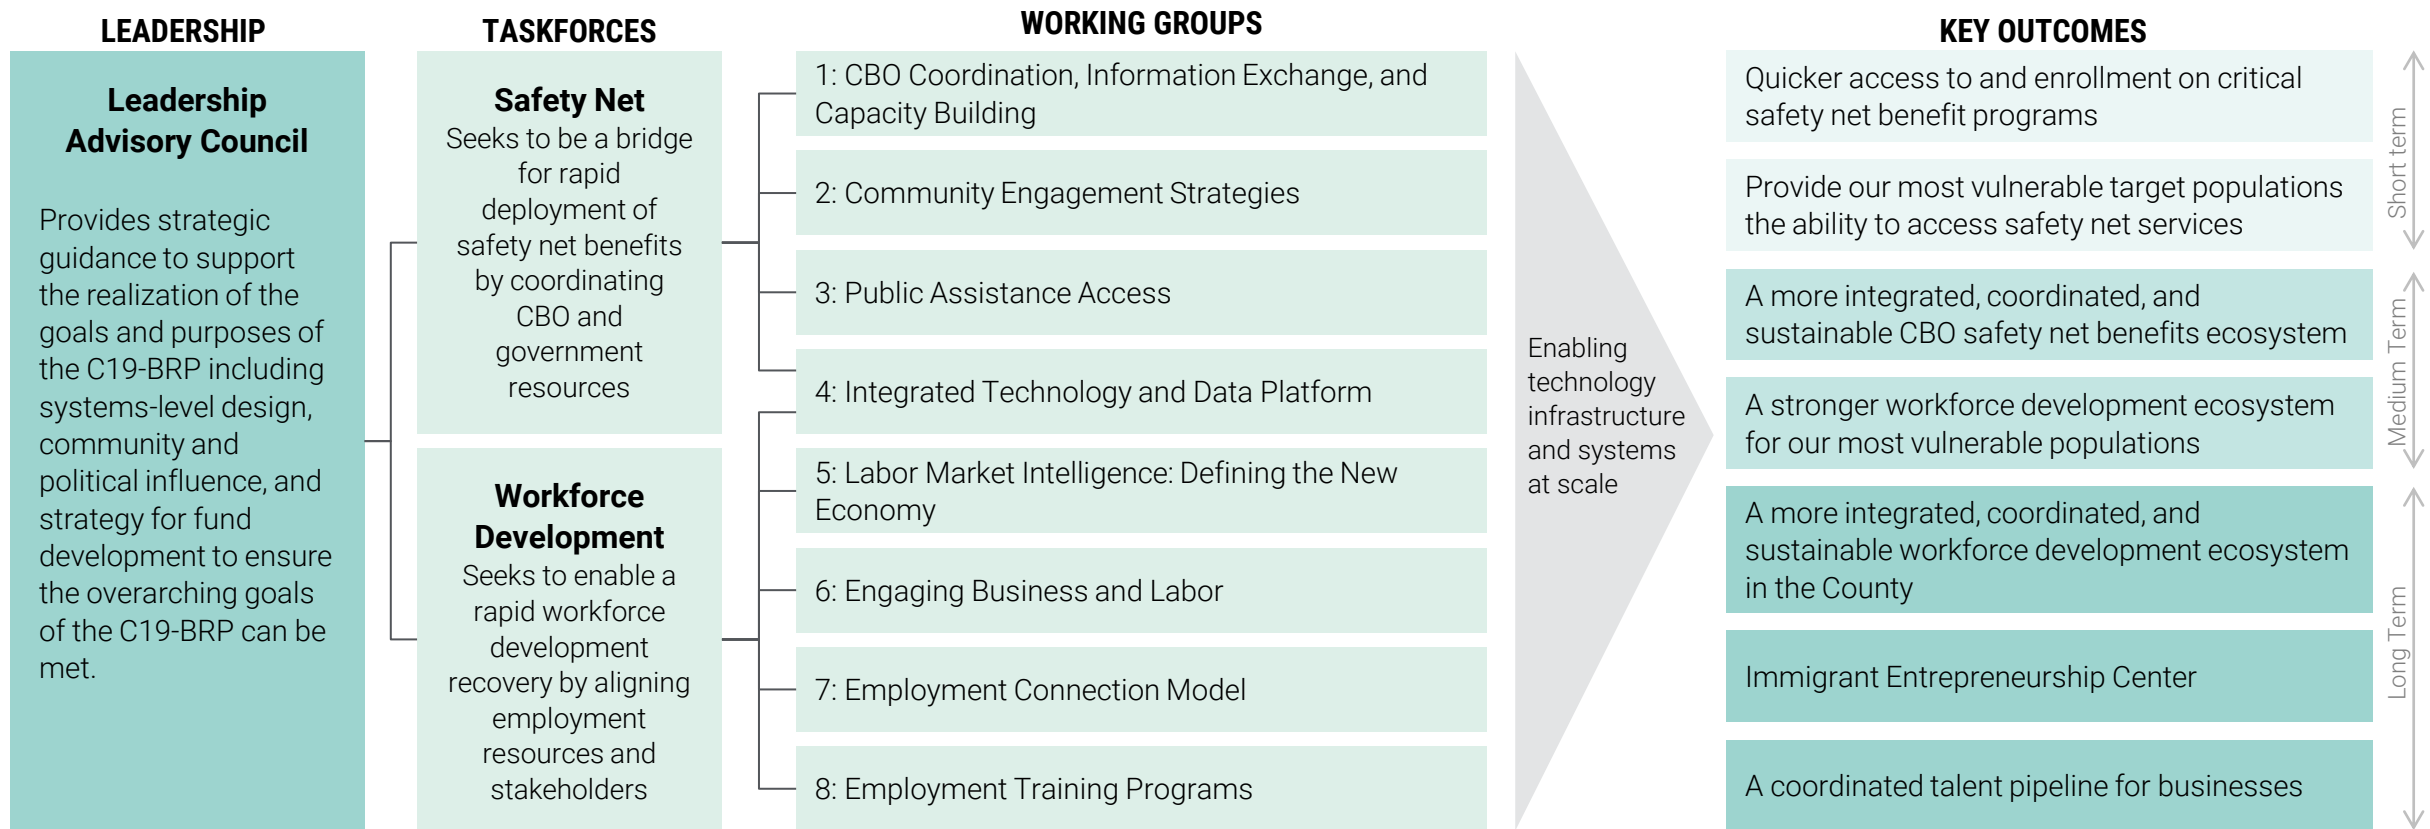 LEADERSHIP
Leadership
Advisory Council
Provides strategic
guidance to support
the realization of the
goals and purposes of
the C19-BRP including
systems-level design,
community and
political influence, and
strategy for fund
development to ensure
the overarching goals
of the C19-BRP can be
met.
TASKFORCES
Safety Net
Seeks to be a bridge
for rapid
deployment of
safety net benefits
by coordinating
CBO and
government
resources
Workforce
Development
Seeks to enable a
rapid workforce
development
recovery by aligning
employment
resources and
stakeholders
WORKING GROUPS
1: CBO Coordination, Information Exchange, and
Capacity Building
2: Community Engagement Strategies
3: Public Assistance Access
4: Integrated Technology and Data Platform
5: Labor Market Intelligence: Defining the New
Economy
6: Engaging Business and Labor
7: Employment Connection Model
8: Employment Training Programs
Enabling
technology
infrastructure
and systems
at scale
KEY OUTCOMES
Quicker access to and enrollment on critical
safety net benefit programs
Provide our most vulnerable target populations
the ability to access safety net services
Short term
A more integrated, coordinated, and
sustainable CBO safety net benefits ecosystem
A stronger workforce development ecosystem
for our most vulnerable populations
Medium Term
A more integrated, coordinated, and
sustainable workforce development ecosystem
in the County
Immigrant Entrepreneurship Center
A coordinated talent pipeline for businesses
Long Term